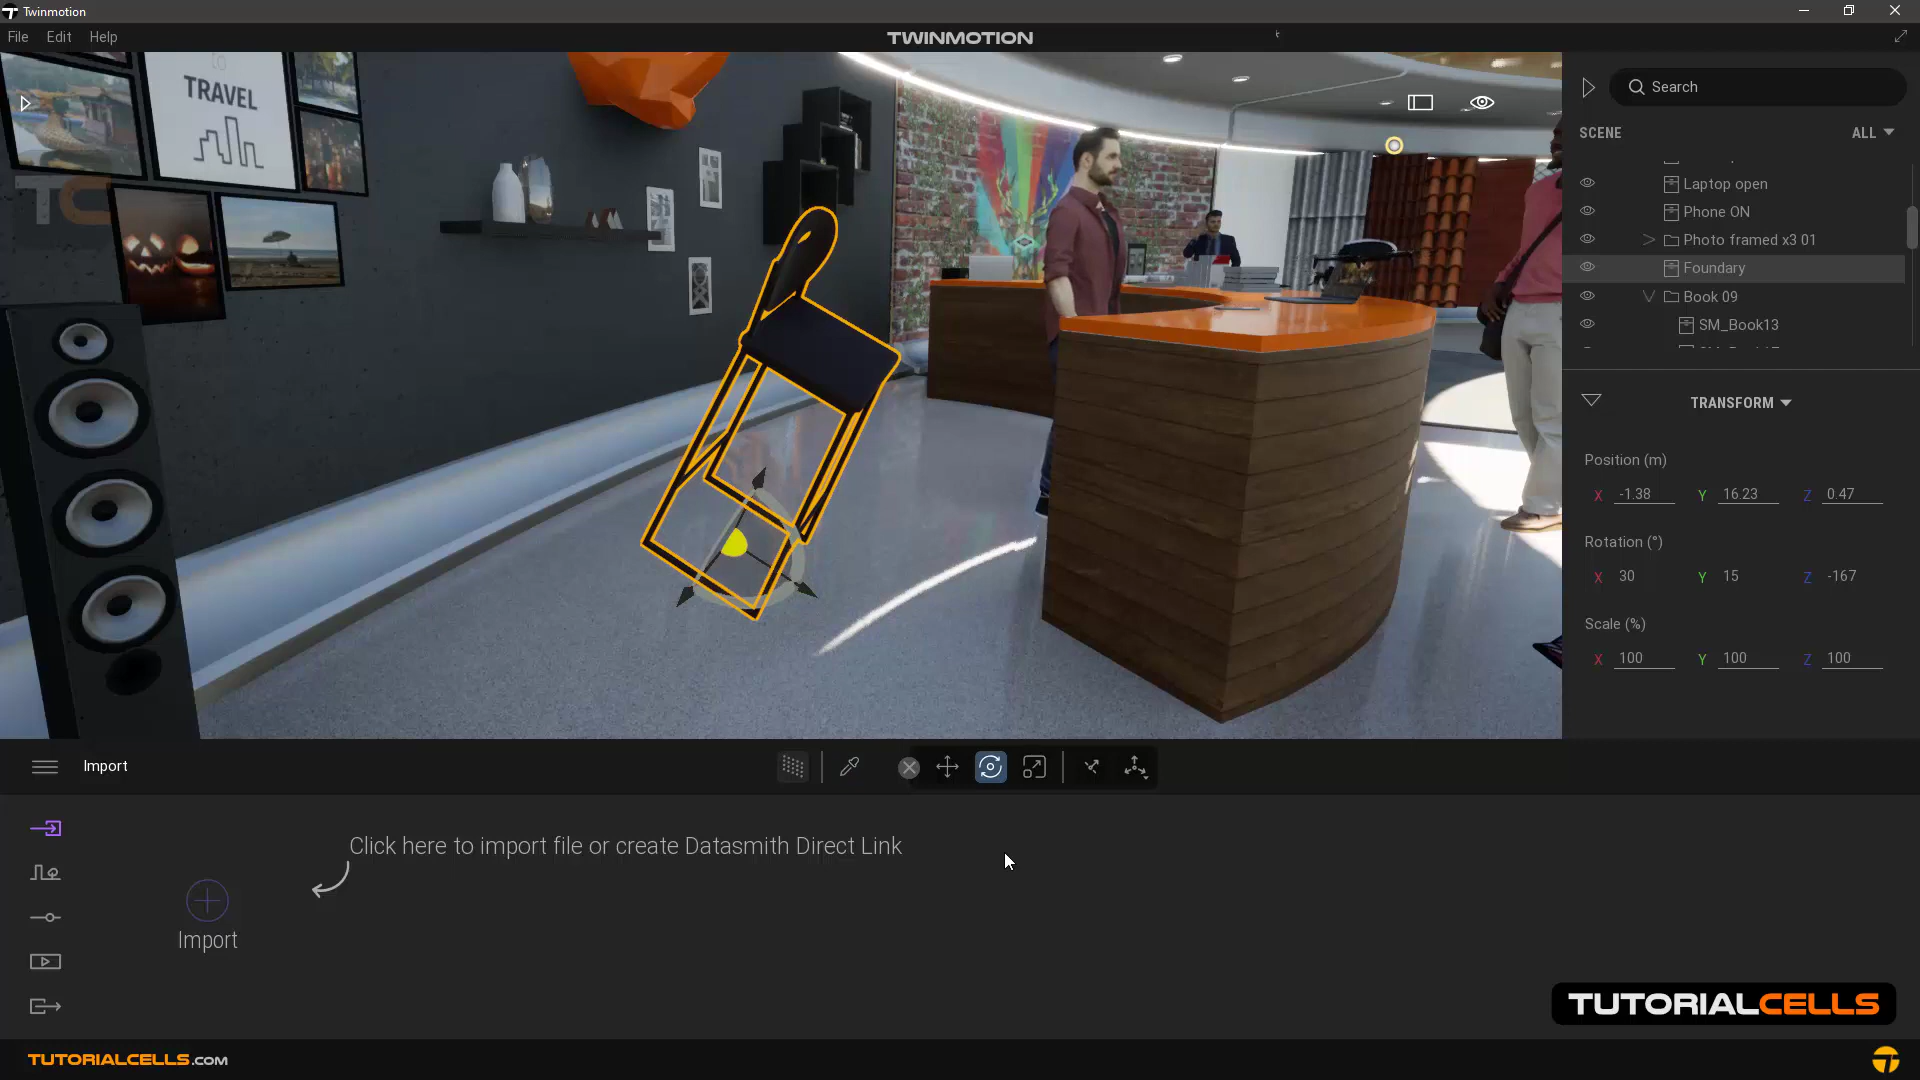 Twinmotion
File Edit Help
TWINMOTION
TRAVEL
TC
Search
SCENE
ALL
Laptop open
Phone ON
Photo framed x3 01
Foundary
Book 09
SM_Book13
TRANSFORM
Position (m)
X -1.38 Y 16.23 Z 0.47
Rotation (°)
X 30 Y 15 Z -167
Scale (%)
X 100 Y 100 Z 100
Import
Click here to import file or create Datasmith Direct Link
Import
TUTORIALCELLS
TUTORIALCELLS.COM